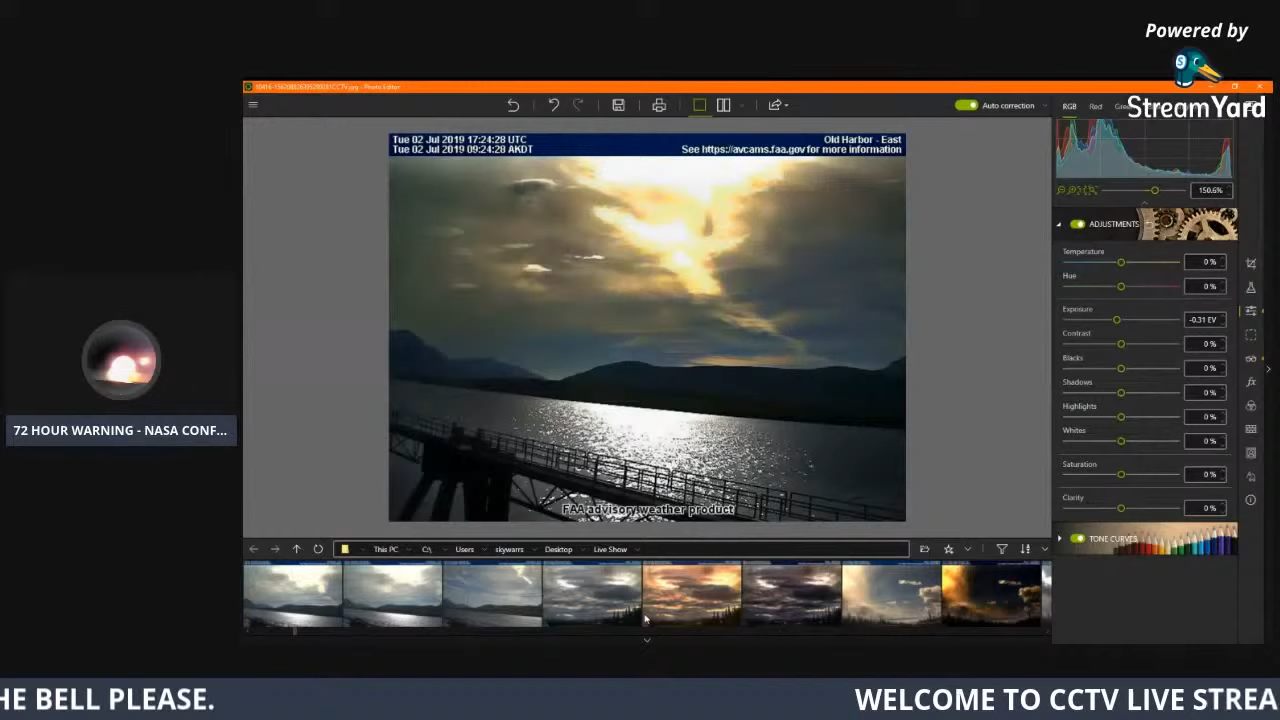 Powered by
StreamYard
- Photo Editor
Auto correction
RGB
Red
Tue 02 Jul 2019 17:24:28 UTC
Old Harbor - East
Tue 02 Jul 2019 09:24:28 AKDT
See https://avcams.faa.gov for more information
150.6%
ADJUSTMENTS
Temperature
0 %
Hue
0 %
Exposure
-0.31 EV
Contrast
0 %
Blacks
0 %
Shadows
0 %
Highlights
0 %
Whites
0 %
Saturation
0 %
Clarity
0 %
FAA advisory weather product
TONE CURVES
72 HOUR WARNING - NASA CONF...
This PC
C:\
Users
skywarrs
Desktop
Live Show
HE BELL PLEASE.
WELCOME TO CCTV LIVE STREA